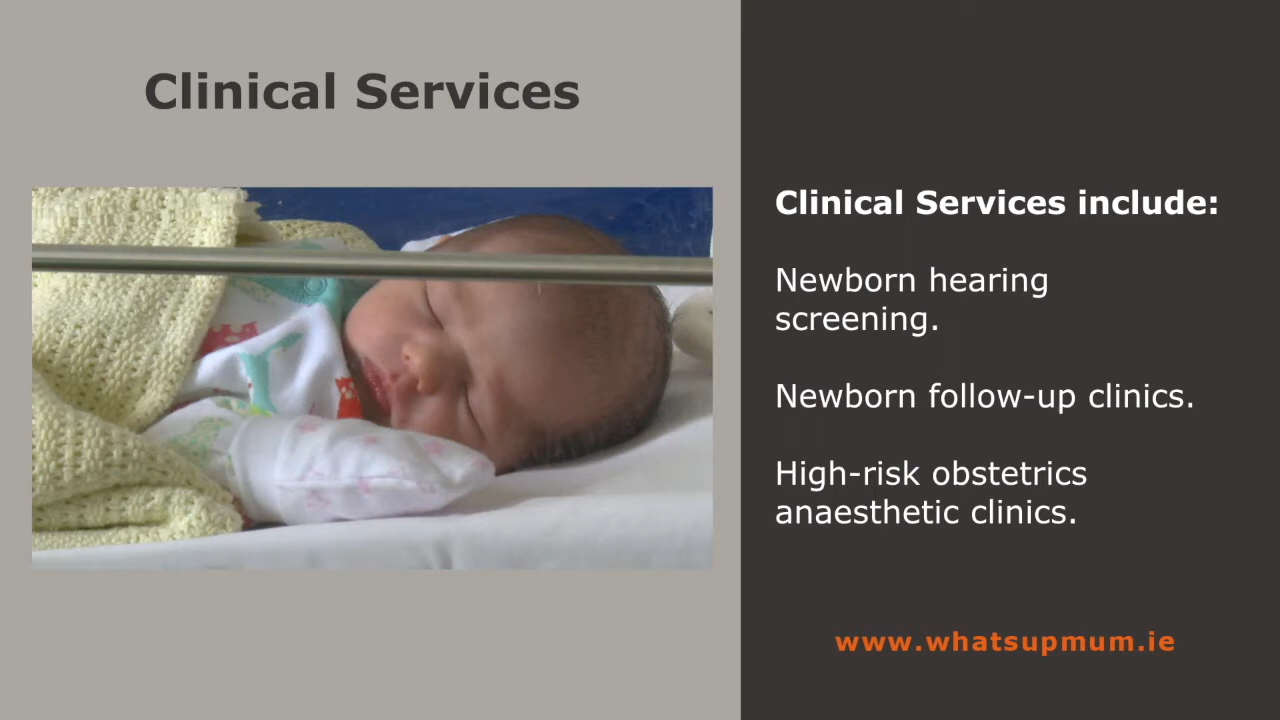 Clinical Services
Clinical Services include:
Newborn hearing
screening.
Newborn follow-up clinics.
High-risk obstetrics
anaesthetic clinics.
www.whatsupmum.ie